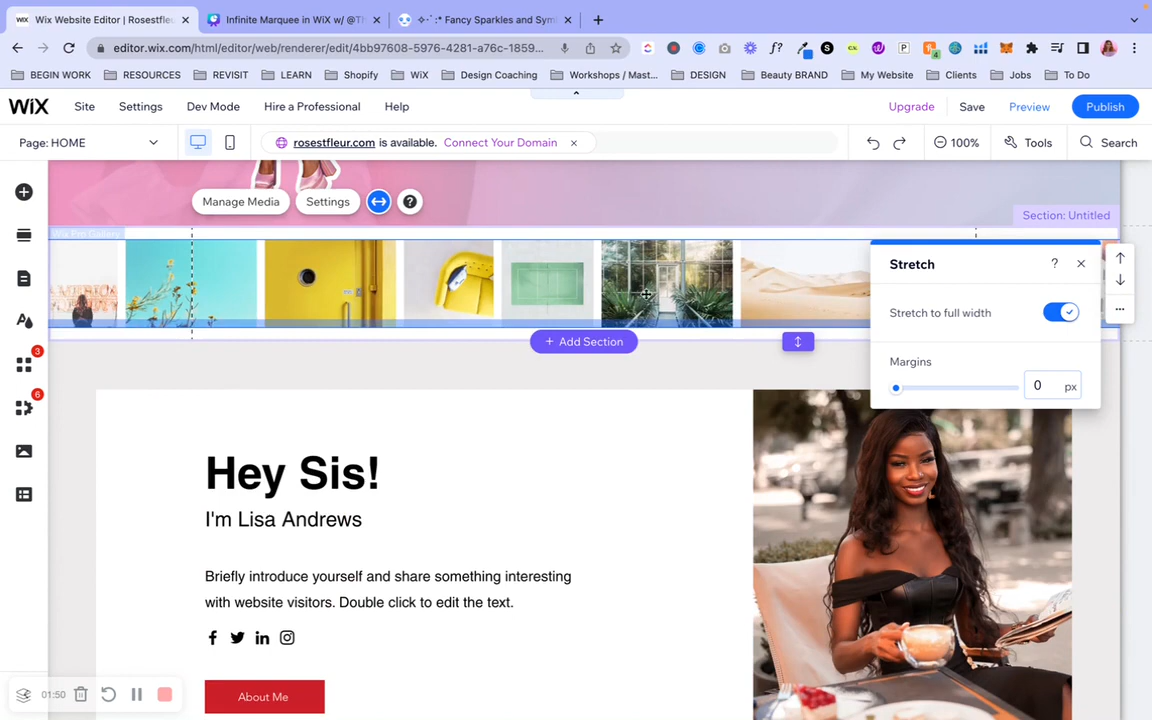 Wix Website Editor | Rosestfleu
Infinite Marquee in WiX w/ @Th
✧･ﾟ: * Fancy Sparkles and Sym
editor.wix.com/html/editor/web/renderer/edit/4bb97608-5976-4281-a76c-1859...
BEGIN WORK
RESOURCES
REVISIT
LEARN
Shopify
WiX
Design Coaching
Workshops / Mast...
DESIGN
Beauty BRAND
My Website
Clients
Jobs
To Do
WiX
Site
Settings
Dev Mode
Hire a Professional
Help
Upgrade
Save
Preview
Publish
Page: HOME
rosestfleur.com is available. Connect Your Domain
100%
Tools
Search
Manage Media
Settings
?
Section: Untitled
Wix Pro Gallery
Stretch
?
Stretch to full width
Margins
0 px
+ Add Section
3
6
Hey Sis!
I'm Lisa Andrews
Briefly introduce yourself and share something interesting
with website visitors. Double click to edit the text.
About Me
01:50